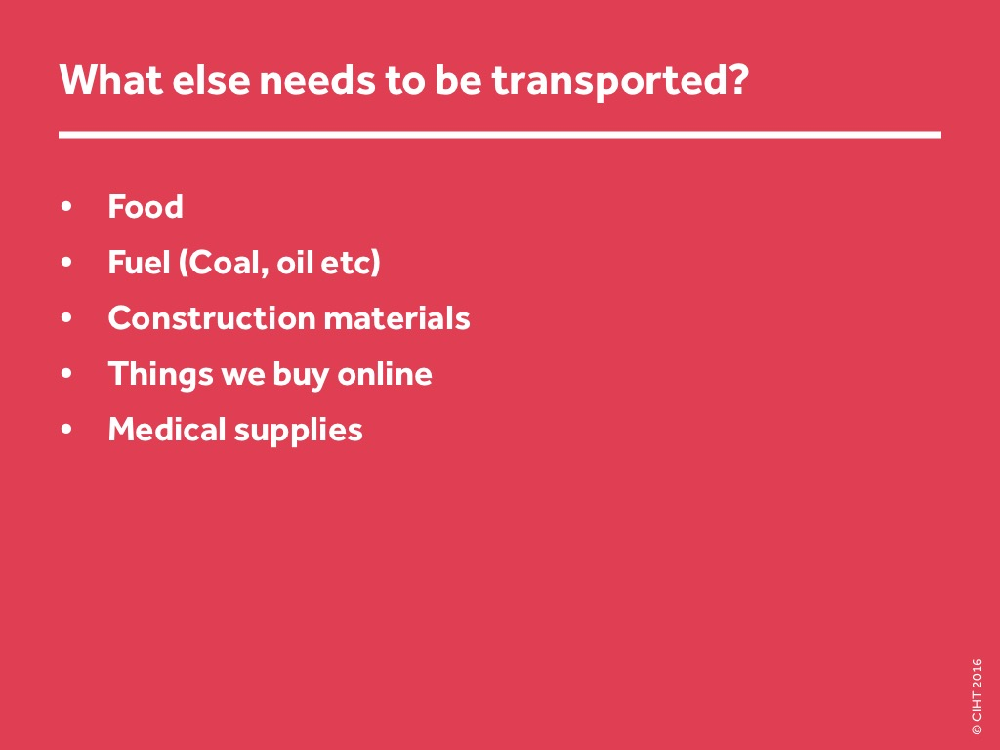 What else needs to be transported?
• Food
• Fuel (Coal, oil etc)
• Construction materials
• Things we buy online
• Medical supplies
© CIHT 2016